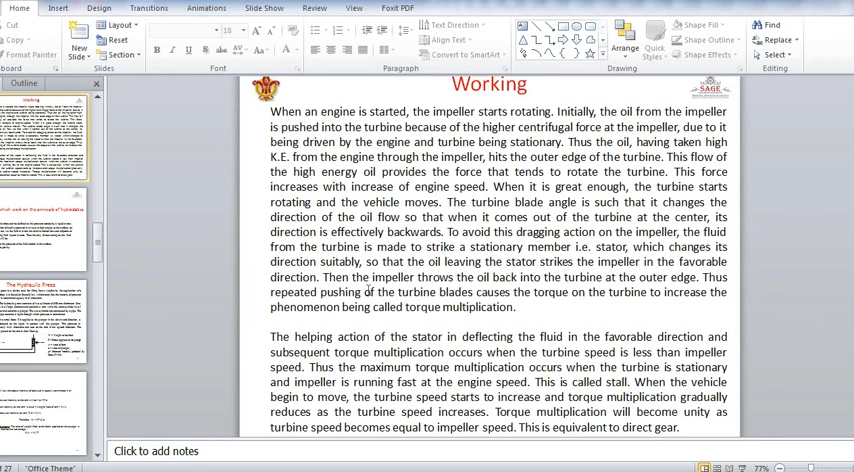 Home Insert Design Transitions Animations Slide Show Review View Foxit PDF
Cut
Copy
Format Painter
New
Slide
Layout
Reset
Section
18
Text Direction
Align Text
Convert to SmartArt
Arrange
Quick
Styles
Shape Fill
Shape Outline
Shape Effects
Find
Replace
Select
Font Paragraph Drawing Editing
Outline
Working
SAGE
When an engine is started, the impeller starts rotating. Initially, the oil from the impeller
is pushed into the turbine because of the higher centrifugal force at the impeller, due to it
being driven by the engine and turbine being stationary. Thus the oil, having taken high
K.E. from the engine through the impeller, hits the outer edge of the turbine. This flow of
the high energy oil provides the force that tends to rotate the turbine. This force
increases with increase of engine speed. When it is great enough, the turbine starts
rotating and the vehicle moves. The turbine blade angle is such that it changes the
direction of the oil flow so that when it comes out of the turbine at the center, its
direction is effectively backwards. To avoid this dragging action on the impeller, the fluid
from the turbine is made to strike a stationary member i.e. stator, which changes its
direction suitably, so that the oil leaving the stator strikes the impeller in the favorable
direction. Then the impeller throws the oil back into the turbine at the outer edge. Thus
repeated pushing of the turbine blades causes the torque on the turbine to increase the
phenomenon being called torque multiplication.
The helping action of the stator in deflecting the fluid in the favorable direction and
subsequent torque multiplication occurs when the turbine speed is less than impeller
speed. Thus the maximum torque multiplication occurs when the turbine is stationary
and impeller is running fast at the engine speed. This is called stall. When the vehicle
begin to move, the turbine speed starts to increase and torque multiplication gradually
reduces as the turbine speed increases. Torque multiplication will become unity as
turbine speed becomes equal to impeller speed. This is equivalent to direct gear.
Working
which work on the principle of hydrostatics
The Hydraulic Press
Click to add notes
of 27 "Office Theme" 77%